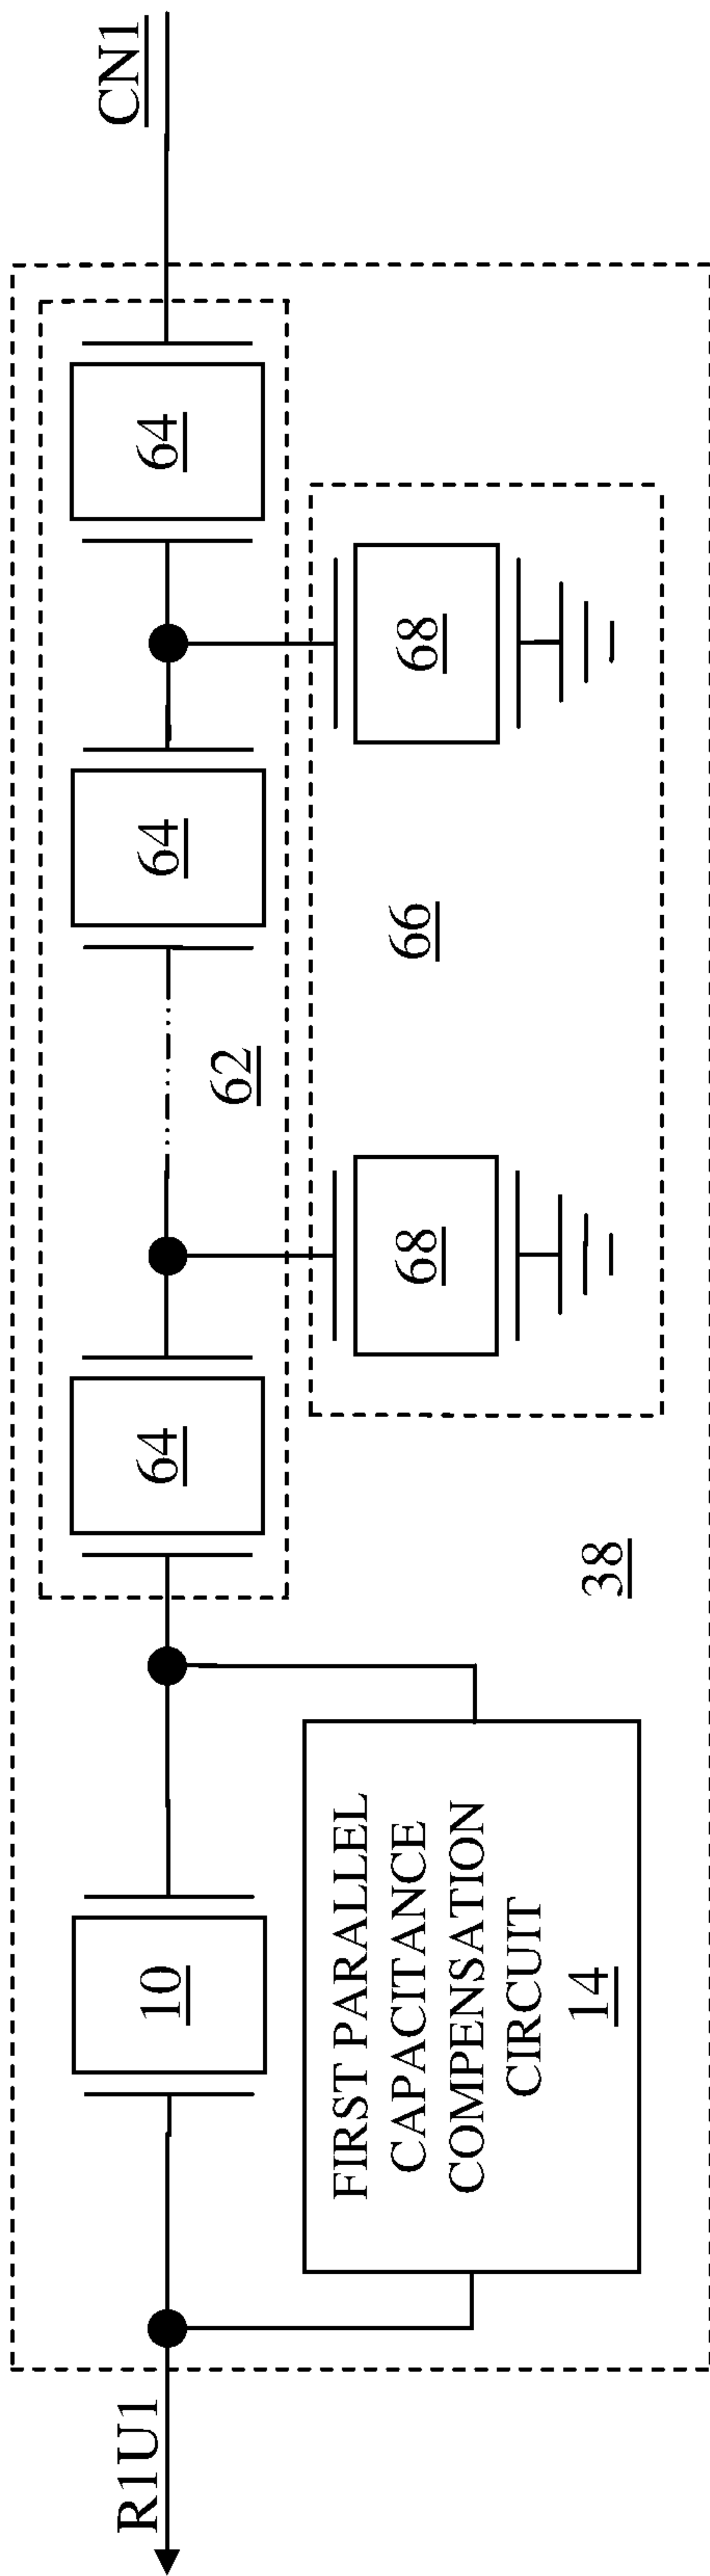 R1U1
10
FIRST PARALLEL
CAPACITANCE
COMPENSATION
CIRCUIT
14
38
64
62
64
64
68
66
68
CN1